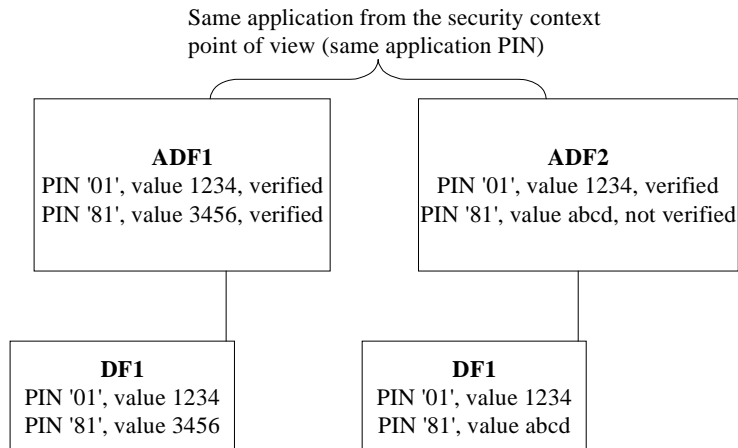 Same application from the security context
point of view (same application PIN)
ADF1
PIN '01', value 1234, verified
PIN '81', value 3456, verified
ADF2
PIN '01', value 1234, verified
PIN '81', value abcd, not verified
DF1
PIN '01', value 1234
PIN '81', value 3456
DF1
PIN '01', value 1234
PIN '81', value abcd